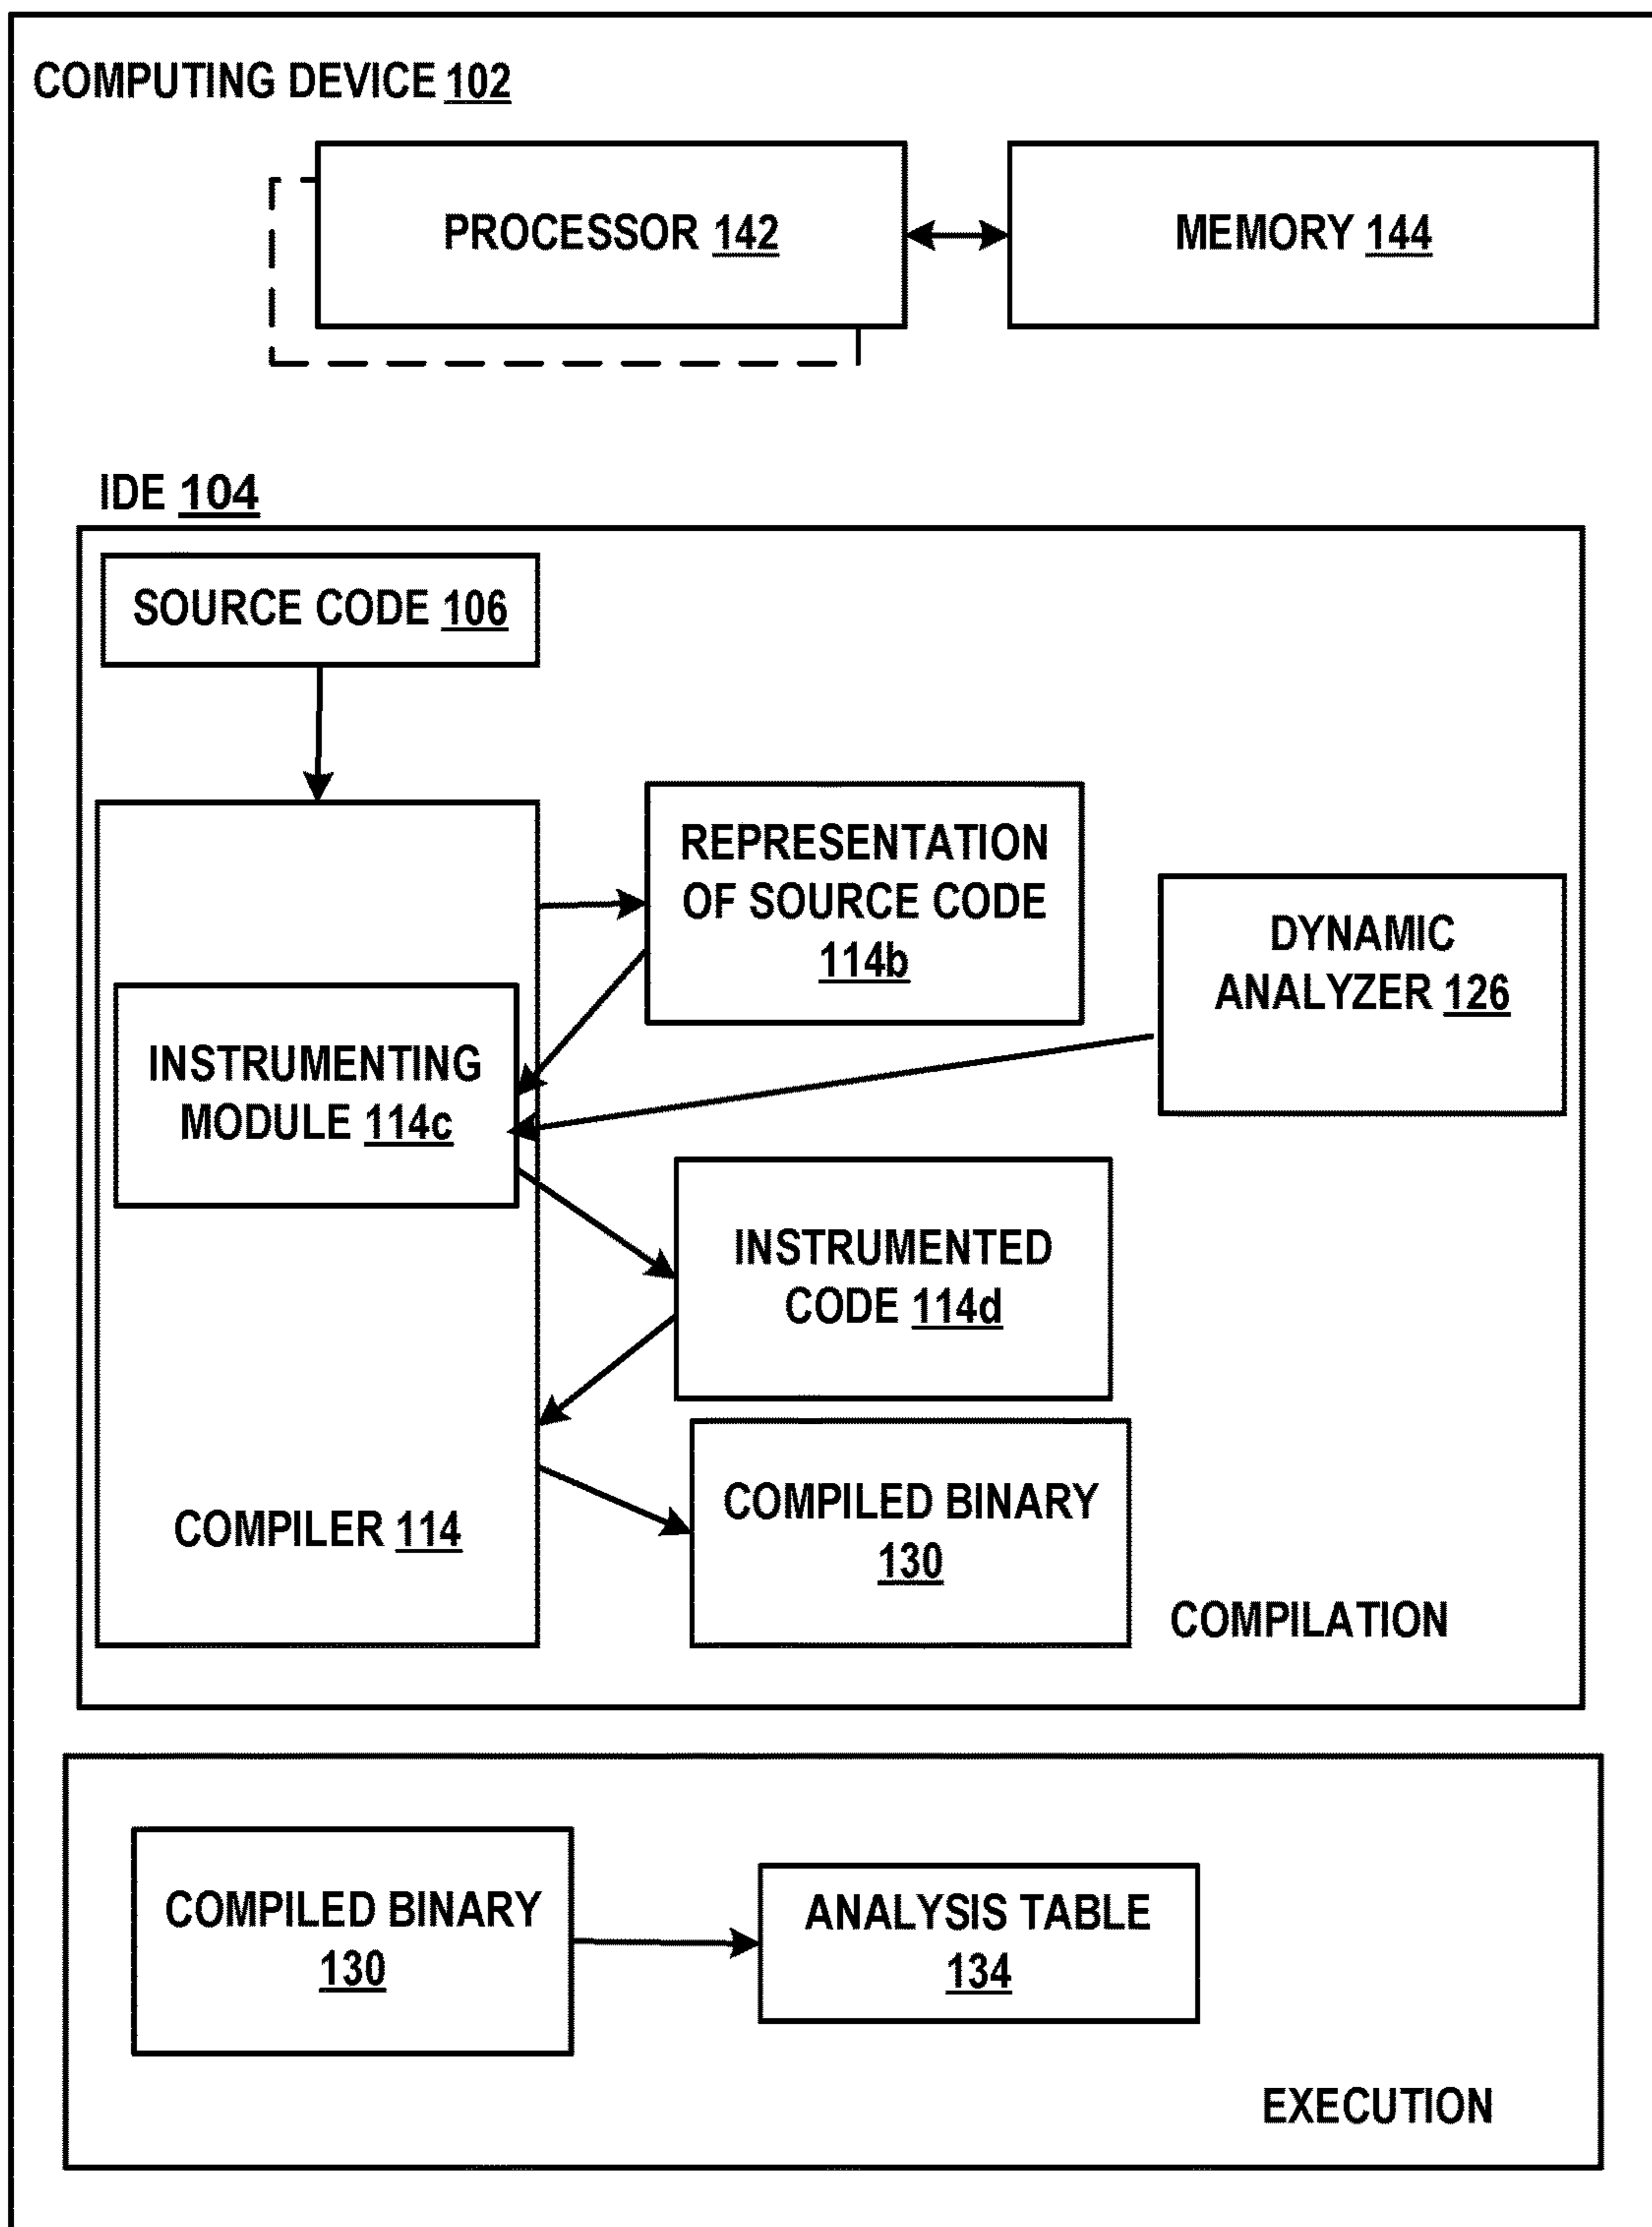 COMPUTING DEVICE 102
PROCESSOR 142
MEMORY 144
IDE 104
SOURCE CODE 106
REPRESENTATION
OF SOURCE CODE
114b
DYNAMIC
ANALYZER 126
INSTRUMENTING
MODULE 114c
INSTRUMENTED
CODE 114d
COMPILED BINARY
130
COMPILER 114
COMPILATION
COMPILED BINARY
130
ANALYSIS TABLE
134
EXECUTION